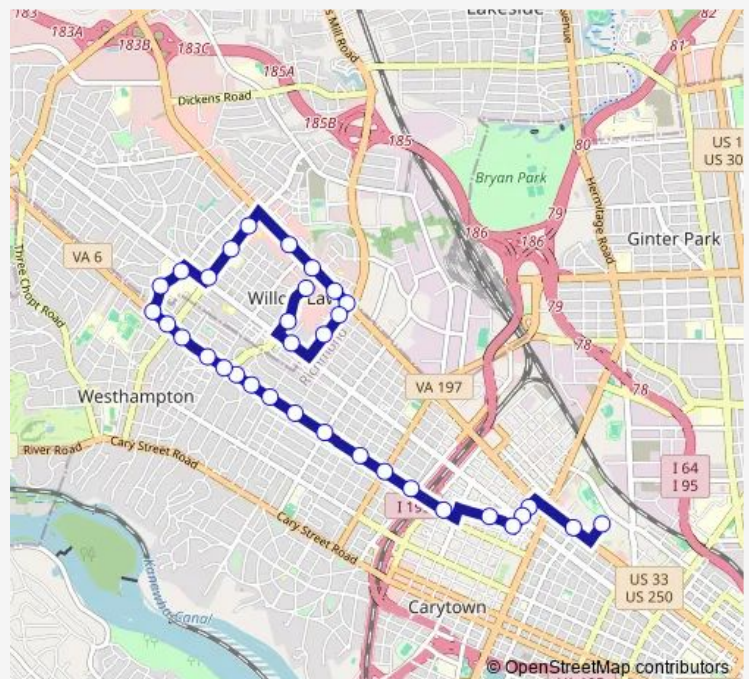 Lakeside
183
183A
183B
183C
s Mill Road
82
185A
81
Dickens Road
185B
185
80
US 1
US 30
Bryan Park
Hermitage Road
79
186
186
Ginter Park
VA 6
Three Chopt Road
79
78
78
VA 197
Westhampton
River Road
Cary Street Road
I 64
I 95
Cary Street Road
US 33
US 250
Kanawha Canal
Carytown
© OpenStreetMap contributors